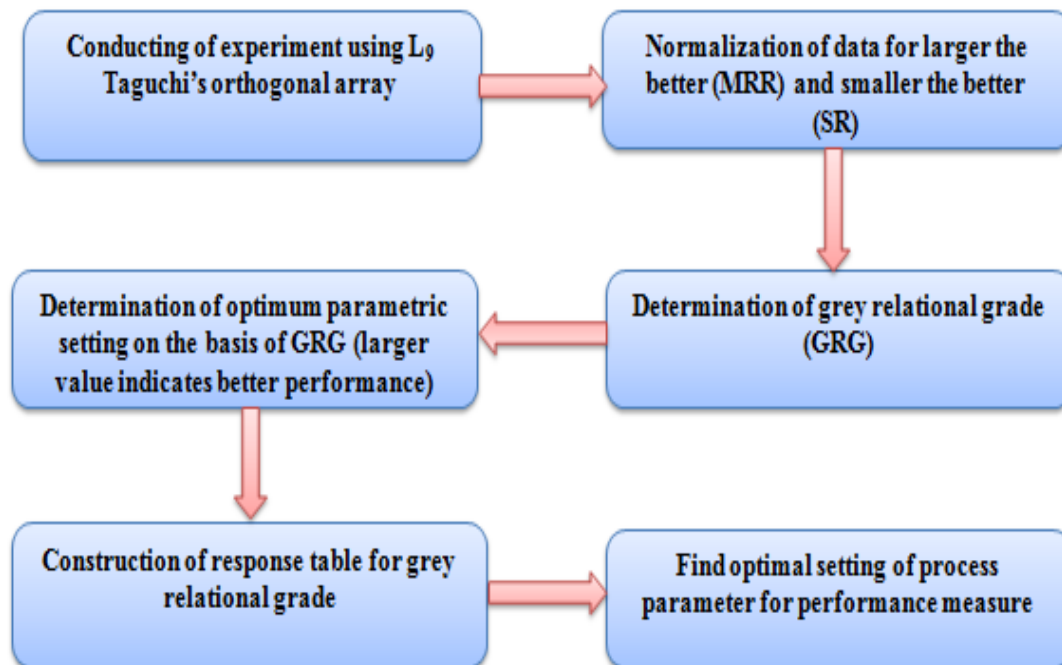 Conducting of experiment using L₉
Taguchi's orthogonal array
Normalization of data for larger the
better (MRR) and smaller the better
(SR)
Determination of grey relational grade
(GRG)
Determination of optimum parametric
setting on the basis of GRG (larger
value indicates better performance)
Construction of response table for grey
relational grade
Find optimal setting of process
parameter for performance measure